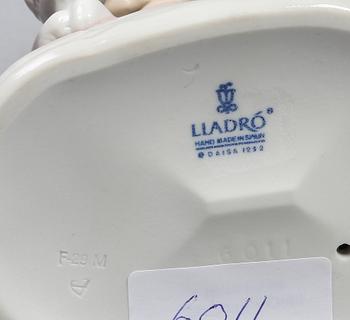 LLADRÓ®
HAND MADE IN SPAIN
© DAISA 1992
F-29 M
6011
6011